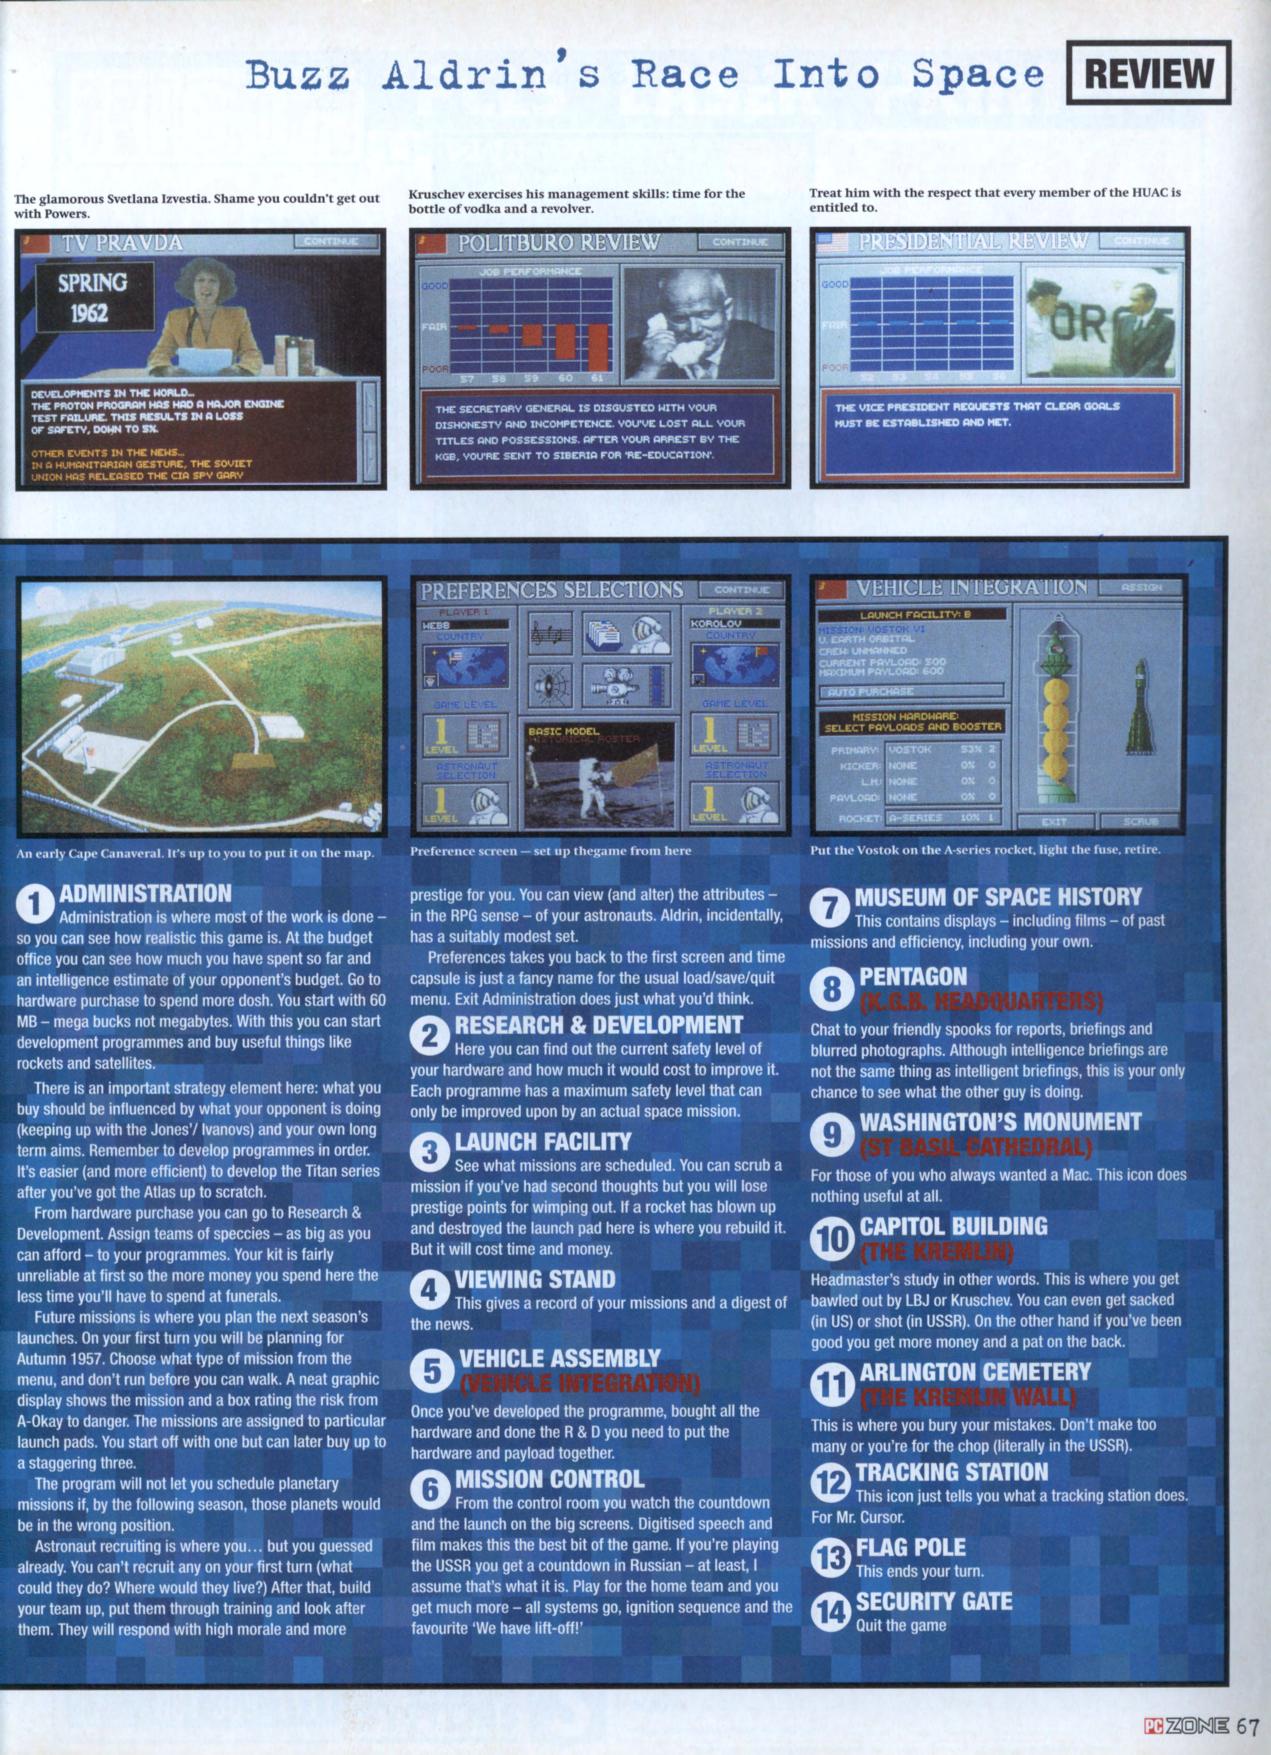 Buzz Aldrin's Race Into Space
REVIEW
The glamorous Svetlana Izvestia. Shame you couldn't get out
with Powers.
Kruschev exercises his management skills: time for the
bottle of vodka and a revolver.
Treat him with the respect that every member of the HUAC is
entitled to.
TV PRAVDA
CONTINUE
SPRING
1962
DEVELOPMENTS IN THE WORLD...
THE PROTON PROGRAM HAS HAD A MAJOR ENGINE
TEST FAILURE. THIS RESULTS IN A LOSS
OF SAFETY, DOWN TO 5%.
OTHER EVENTS IN THE NEWS...
IN A HUMANITARIAN GESTURE, THE SOVIET
UNION HAS RELEASED THE CIA SPY GARY
POLITBURO REVIEW
CONTINUE
JOB PERFORMANCE
GOOD
FAIR
POOR
57 58 59 60 61
THE SECRETARY GENERAL IS DISGUSTED WITH YOUR
DISHONESTY AND INCOMPETENCE. YOU'VE LOST ALL YOUR
TITLES AND POSSESSIONS. AFTER YOUR ARREST BY THE
KGB, YOU'RE SENT TO SIBERIA FOR 'RE-EDUCATION'.
PRESIDENTIAL REVIEW
CONTINUE
JOB PERFORMANCE
GOOD
FAIR
POOR
52 53 54 55 56
THE VICE PRESIDENT REQUESTS THAT CLEAR GOALS
MUST BE ESTABLISHED AND MET.
An early Cape Canaveral. It's up to you to put it on the map.
PREFERENCES SELECTIONS
CONTINUE
PLAYER 1
WEBB
COUNTRY
GAME LEVEL
1
LEVEL
ASTRONAUT
SELECTION
1
LEVEL
BASIC MODEL
HISTORICAL ROSTER
PLAYER 2
KOROLOV
COUNTRY
GAME LEVEL
1
LEVEL
ASTRONAUT
SELECTION
1
LEVEL
Preference screen – set up thegame from here
VEHICLE INTEGRATION
ASSIGN
LAUNCH FACILITY: B
MISSION: VOSTOK VI
U. EARTH ORBITAL
CREW: UNMANNED
CURRENT PAYLOAD: 500
MAXIMUM PAYLOAD: 600
AUTO PURCHASE
MISSION HARDWARE:
SELECT PAYLOADS AND BOOSTER
PRIMARY: VOSTOK 53% 2
KICKER: NONE 0% 0
L.M: NONE 0% 0
PAYLOAD: NONE 0% 0
ROCKET: A-SERIES 10% 1
EXIT
SCRUB
Put the Vostok on the A-series rocket, light the fuse, retire.
1 ADMINISTRATION
Administration is where most of the work is done –
so you can see how realistic this game is. At the budget
office you can see how much you have spent so far and
an intelligence estimate of your opponent's budget. Go to
hardware purchase to spend more dosh. You start with 60
MB – mega bucks not megabytes. With this you can start
development programmes and buy useful things like
rockets and satellites.
There is an important strategy element here: what you
buy should be influenced by what your opponent is doing
(keeping up with the Jones'/ Ivanovs) and your own long
term aims. Remember to develop programmes in order.
It's easier (and more efficient) to develop the Titan series
after you've got the Atlas up to scratch.
From hardware purchase you can go to Research &
Development. Assign teams of speccies – as big as you
can afford – to your programmes. Your kit is fairly
unreliable at first so the more money you spend here the
less time you'll have to spend at funerals.
Future missions is where you plan the next season's
launches. On your first turn you will be planning for
Autumn 1957. Choose what type of mission from the
menu, and don't run before you can walk. A neat graphic
display shows the mission and a box rating the risk from
A-Okay to danger. The missions are assigned to particular
launch pads. You start off with one but can later buy up to
a staggering three.
The program will not let you schedule planetary
missions if, by the following season, those planets would
be in the wrong position.
Astronaut recruiting is where you... but you guessed
already. You can't recruit any on your first turn (what
could they do? Where would they live?) After that, build
your team up, put them through training and look after
them. They will respond with high morale and more
prestige for you. You can view (and alter) the attributes –
in the RPG sense – of your astronauts. Aldrin, incidentally,
has a suitably modest set.
Preferences takes you back to the first screen and time
capsule is just a fancy name for the usual load/save/quit
menu. Exit Administration does just what you'd think.
2 RESEARCH & DEVELOPMENT
Here you can find out the current safety level of
your hardware and how much it would cost to improve it.
Each programme has a maximum safety level that can
only be improved upon by an actual space mission.
3 LAUNCH FACILITY
See what missions are scheduled. You can scrub a
mission if you've had second thoughts but you will lose
prestige points for wimping out. If a rocket has blown up
and destroyed the launch pad here is where you rebuild it.
But it will cost time and money.
4 VIEWING STAND
This gives a record of your missions and a digest of
the news.
5 VEHICLE ASSEMBLY
(VEHICLE INTEGRATION)
Once you've developed the programme, bought all the
hardware and done the R & D you need to put the
hardware and payload together.
6 MISSION CONTROL
From the control room you watch the countdown
and the launch on the big screens. Digitised speech and
film makes this the best bit of the game. If you're playing
the USSR you get a countdown in Russian – at least, I
assume that's what it is. Play for the home team and you
get much more – all systems go, ignition sequence and the
favourite 'We have lift-off!'
7 MUSEUM OF SPACE HISTORY
This contains displays – including films – of past
missions and efficiency, including your own.
8 PENTAGON
(K.G.B. HEADQUARTERS)
Chat to your friendly spooks for reports, briefings and
blurred photographs. Although intelligence briefings are
not the same thing as intelligent briefings, this is your only
chance to see what the other guy is doing.
9 WASHINGTON'S MONUMENT
(ST BASIL CATHEDRAL)
For those of you who always wanted a Mac. This icon does
nothing useful at all.
10 CAPITOL BUILDING
(THE KREMLIN)
Headmaster's study in other words. This is where you get
bawled out by LBJ or Kruschev. You can even get sacked
(in US) or shot (in USSR). On the other hand if you've been
good you get more money and a pat on the back.
11 ARLINGTON CEMETERY
(THE KREMLIN WALL)
This is where you bury your mistakes. Don't make too
many or you're for the chop (literally in the USSR).
12 TRACKING STATION
This icon just tells you what a tracking station does.
For Mr. Cursor.
13 FLAG POLE
This ends your turn.
14 SECURITY GATE
Quit the game
PC ZONE 67